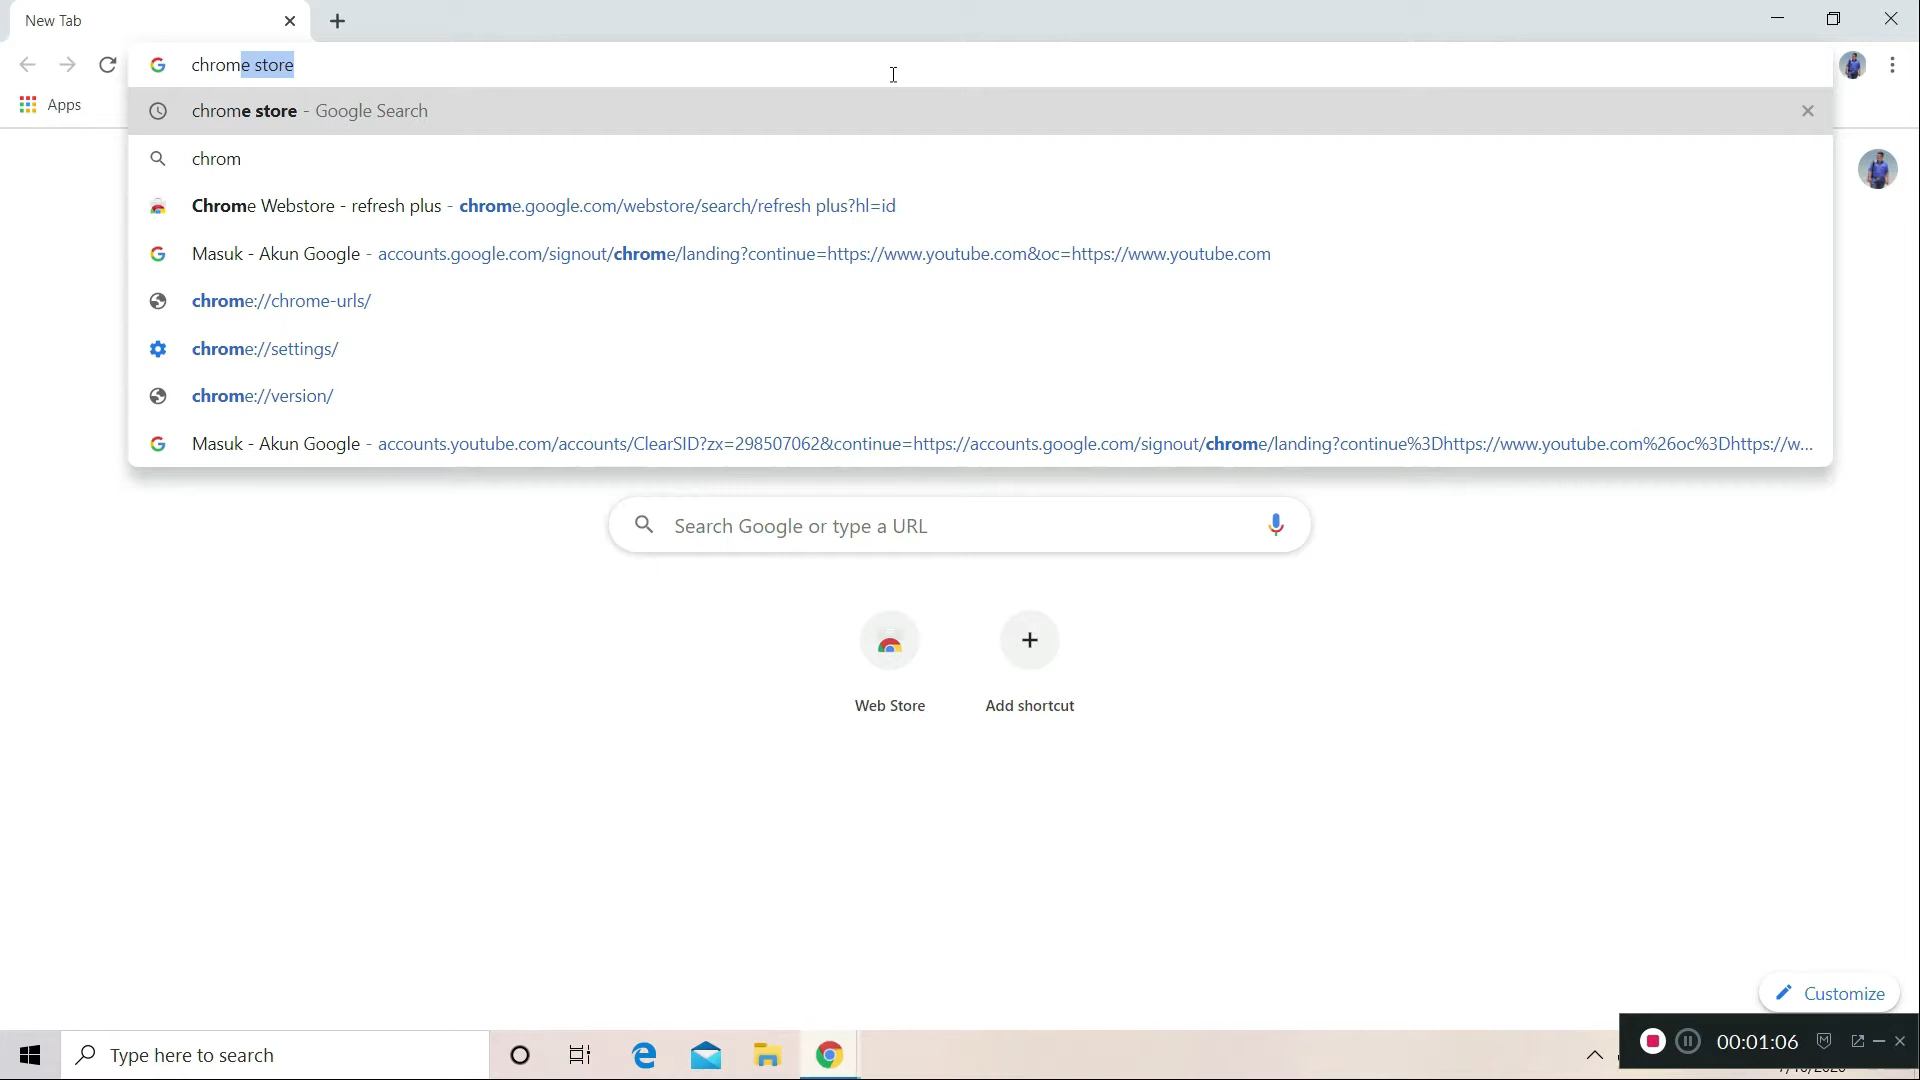 New Tab
chrome store
Apps
chrome store - Google Search
chrom
Chrome Webstore - refresh plus - chrome.google.com/webstore/search/refresh plus?hl=id
Masuk - Akun Google - accounts.google.com/signout/chrome/landing?continue=https://www.youtube.com&oc=https://www.youtube.com
chrome://chrome-urls/
chrome://settings/
chrome://version/
Masuk - Akun Google - accounts.youtube.com/accounts/ClearSID?zx=298507062&continue=https://accounts.google.com/signout/chrome/landing?continue%3Dhttps://www.youtube.com%26oc%3Dhttps://w...
Search Google or type a URL
Web Store
Add shortcut
Customize
Type here to search
00:01:06